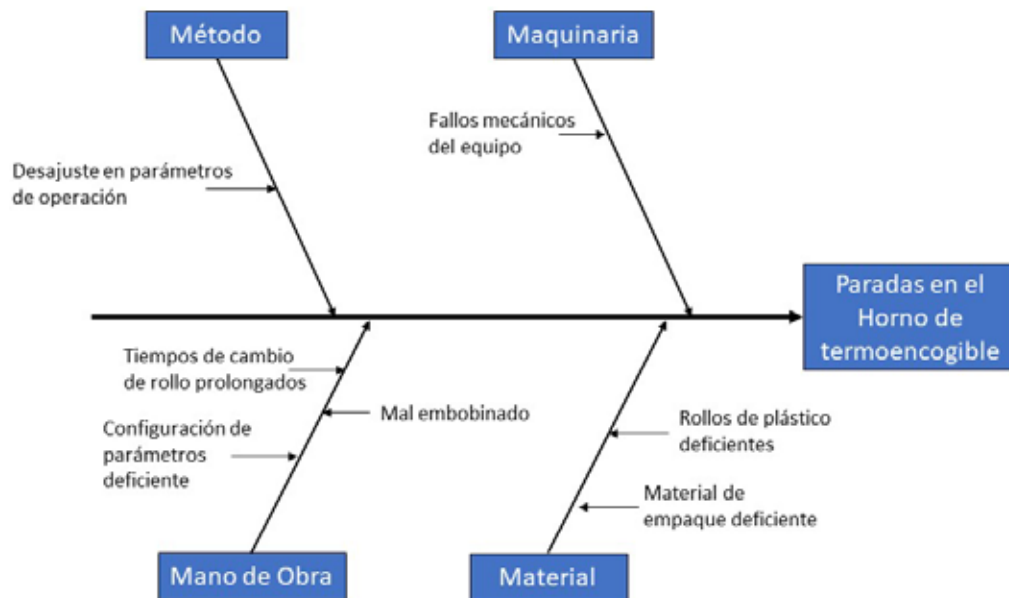 Método
Maquinaria
Fallos mecánicos
del equipo
Desajuste en parámetros
de operación
Paradas en el
Horno de
termoencogible
Tiempos de cambio
de rollo prolongados
Mal embobinado
Configuración de
parámetros
deficiente
Rollos de plástico
deficientes
Material de
empaque deficiente
Mano de Obra
Material